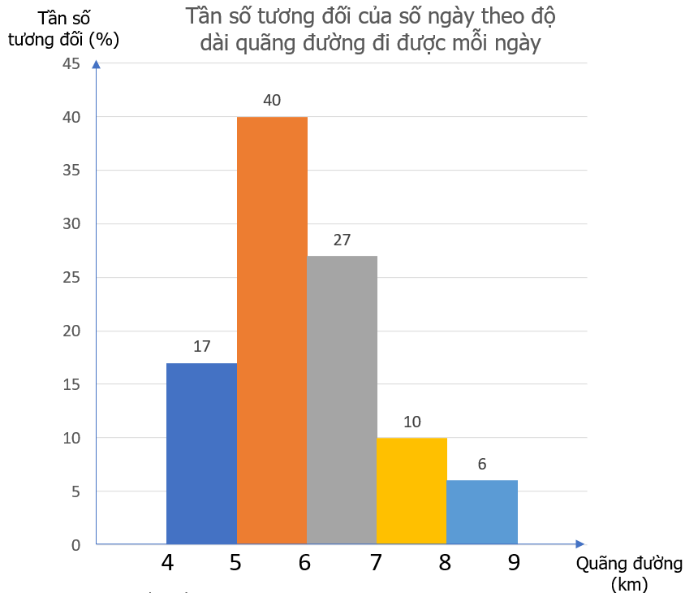 Tần số
tương đối (%)
Tần số tương đối của số ngày theo độ
dài quãng đường đi được mỗi ngày
45
40
35
30
25
20
15
10
5
0
17
40
27
10
6
4 5 6 7 8 9
Quãng đường
(km)